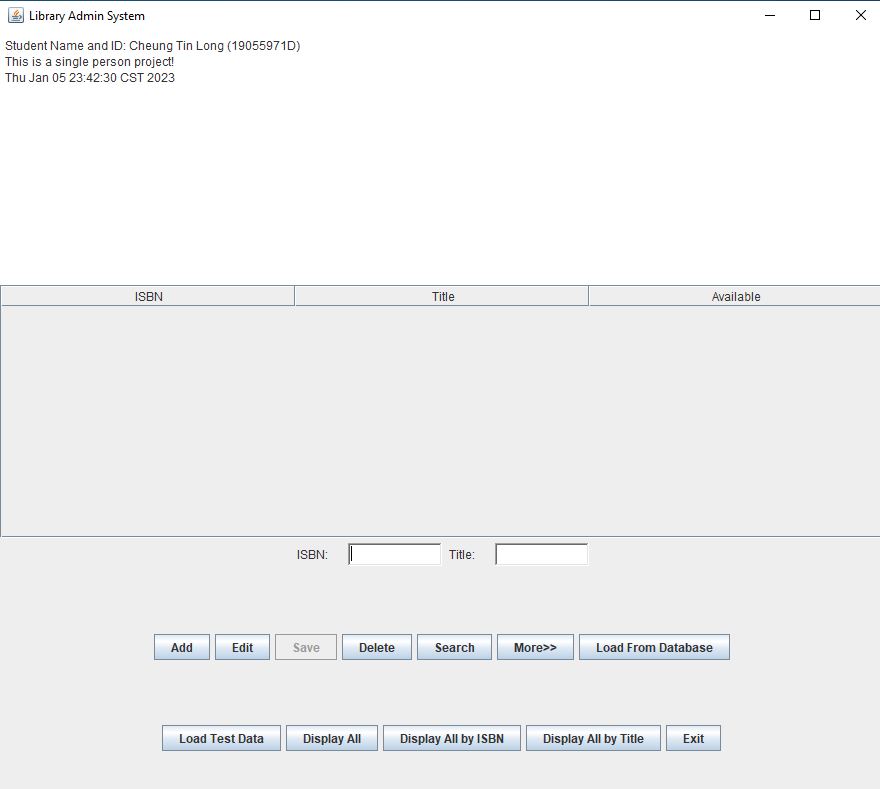 Library Admin System
Student Name and ID: Cheung Tin Long (19055971D)
This is a single person project!
Thu Jan 05 23:42:30 CST 2023
ISBN Title Available
ISBN: Title:
Add Edit Save Delete Search More>> Load From Database
Load Test Data Display All Display All by ISBN Display All by Title Exit